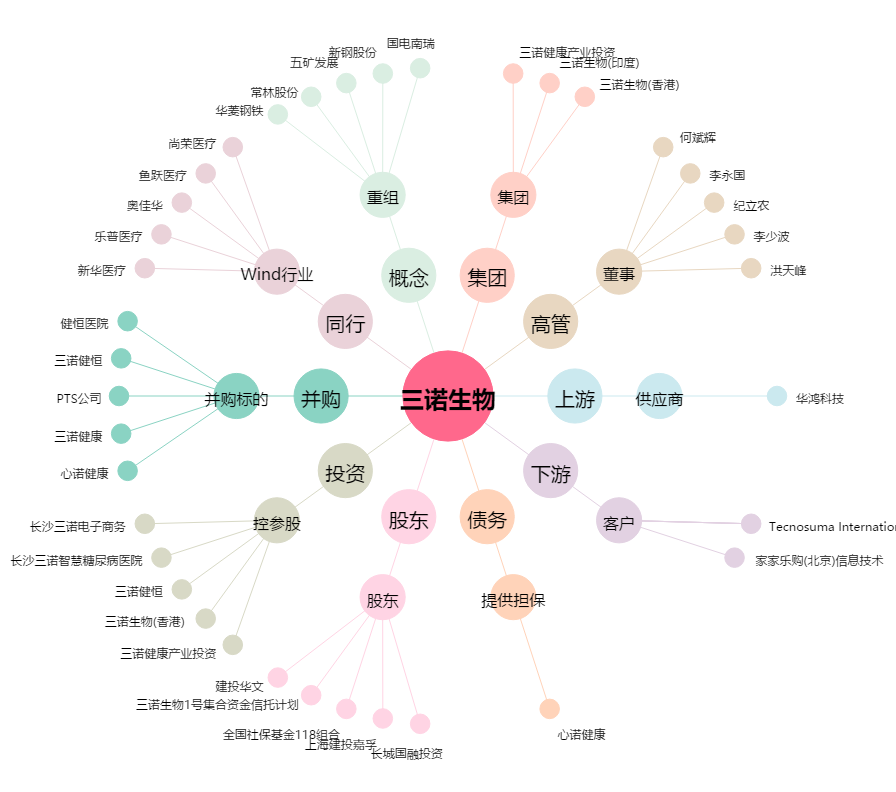 国电南瑞
新钢股份
五矿发展
常林股份
华菱钢铁
重组
概念
三诺健康产业投资
三诺生物(印度)
三诺生物(香港)
集团
集团
尚荣医疗
鱼跃医疗
奥佳华
乐普医疗
新华医疗
Wind行业
同行
何斌辉
李永国
纪立农
李少波
洪天峰
董事
高管
健恒医院
三诺健恒
PTS公司
三诺健康
心诺健康
并购标的
并购
三诺生物
上游
供应商
华鸿科技
投资
控参股
长沙三诺电子商务
长沙三诺智慧糖尿病医院
三诺健恒
三诺生物(香港)
三诺健康产业投资
下游
客户
Tecnosuma Internation
家家乐购(北京)信息技术
股东
股东
建投华文
三诺生物1号集合资金信托计划
全国社保基金118组合
上海建投嘉孚
长城国融投资
债务
提供担保
心诺健康